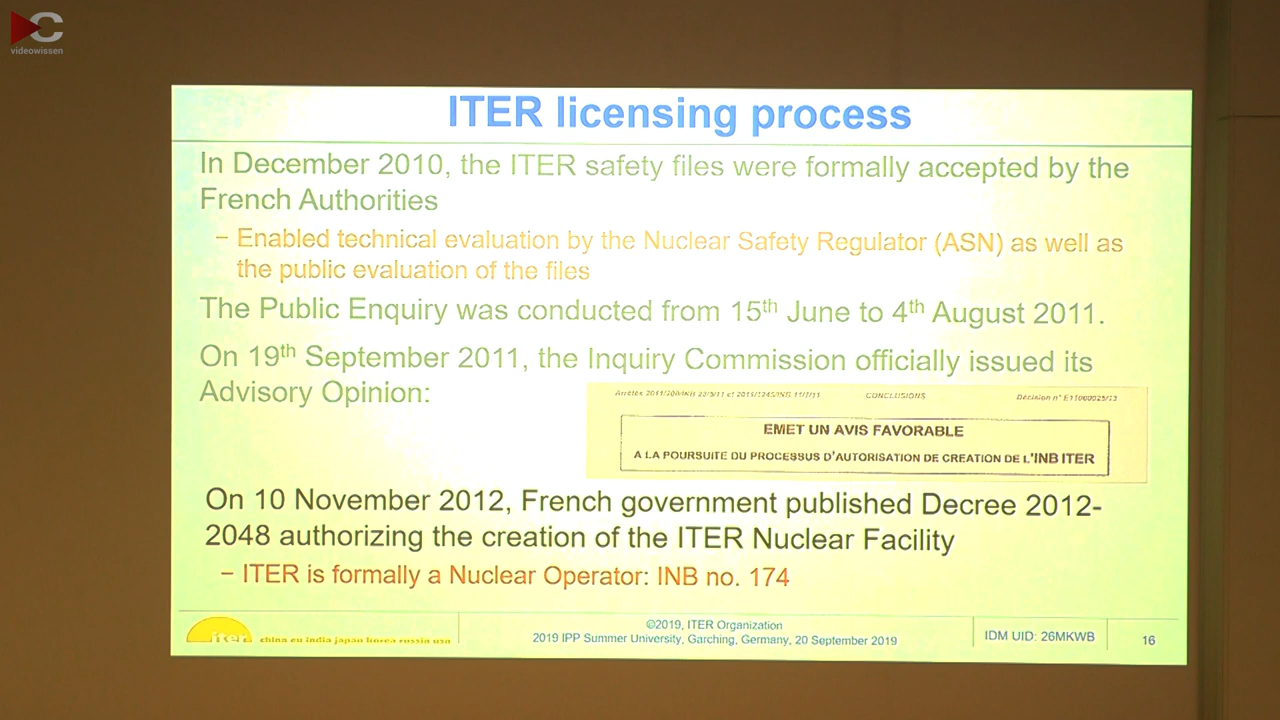 videowissen
ITER licensing process
In December 2010, the ITER safety files were formally accepted by the
French Authorities
– Enabled technical evaluation by the Nuclear Safety Regulator (ASN) as well as
the public evaluation of the files
The Public Enquiry was conducted from 15th June to 4th August 2011.
On 19th September 2011, the Inquiry Commission officially issued its
Advisory Opinion:
CONCLUSIONS
EMET UN AVIS FAVORABLE
A LA POURSUITE DU PROCESSUS D'AUTORISATION DE CREATION DE L'INB ITER
On 10 November 2012, French government published Decree 2012-
2048 authorizing the creation of the ITER Nuclear Facility
– ITER is formally a Nuclear Operator: INB no. 174
iter china eu india japan korea russia usa
©2019, ITER Organization
2019 IPP Summer University, Garching, Germany, 20 September 2019
IDM UID: 26MKWB
16